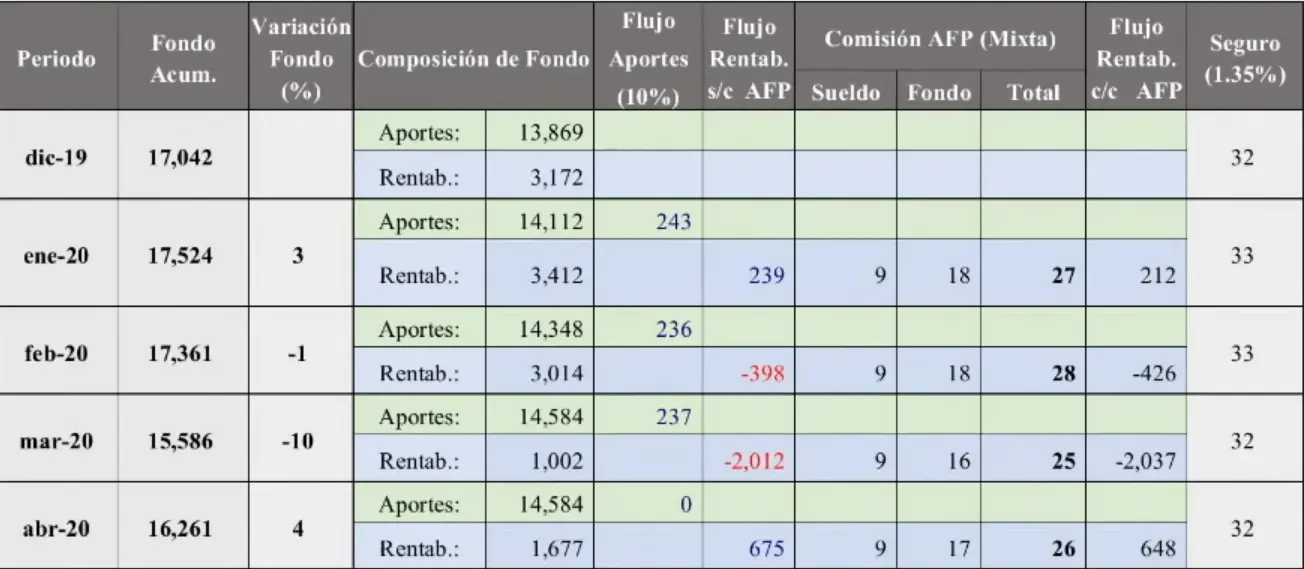 Periodo Fondo Acum. Variación Fondo (%) Composición de Fondo Flujo Aportes (10%) Flujo Rentab. s/c AFP Comisión AFP (Mixta) Flujo Rentab. c/c AFP Seguro (1.35%)
Sueldo Fondo Total
dic-19 17,042 Aportes: 13,869 32
Rentab.: 3,172
ene-20 17,524 3 Aportes: 14,112 243 33
Rentab.: 3,412 239 9 18 27 212
feb-20 17,361 -1 Aportes: 14,348 236 33
Rentab.: 3,014 -398 9 18 28 -426
mar-20 15,586 -10 Aportes: 14,584 237 32
Rentab.: 1,002 -2,012 9 16 25 -2,037
abr-20 16,261 4 Aportes: 14,584 0 32
Rentab.: 1,677 675 9 17 26 648